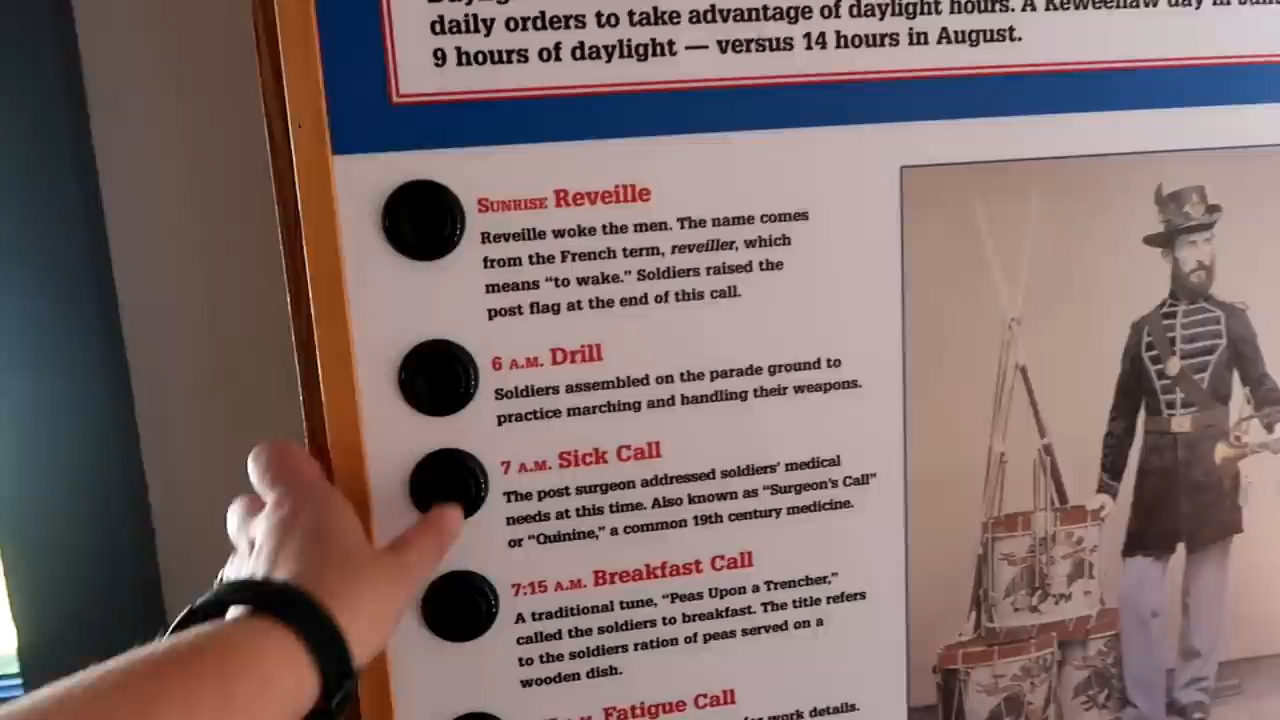 daily orders to take advantage of daylight hours. A Keweenaw day in
9 hours of daylight — versus 14 hours in August.
SUNRISE Reveille
Reveille woke the men. The name comes
from the French term, reveiller, which
means “to wake.” Soldiers raised the
post flag at the end of this call.
6 A.M. Drill
Soldiers assembled on the parade ground to
practice marching and handling their weapons.
7 A.M. Sick Call
The post surgeon addressed soldiers’ medical
needs at this time. Also known as “Surgeon’s Call”
or “Quinine,” a common 19th century medicine.
7:15 A.M. Breakfast Call
A traditional tune, “Peas Upon a Trencher,”
called the soldiers to breakfast. The title refers
to the soldiers ration of peas served on a
wooden dish.
Fatigue Call
work details.